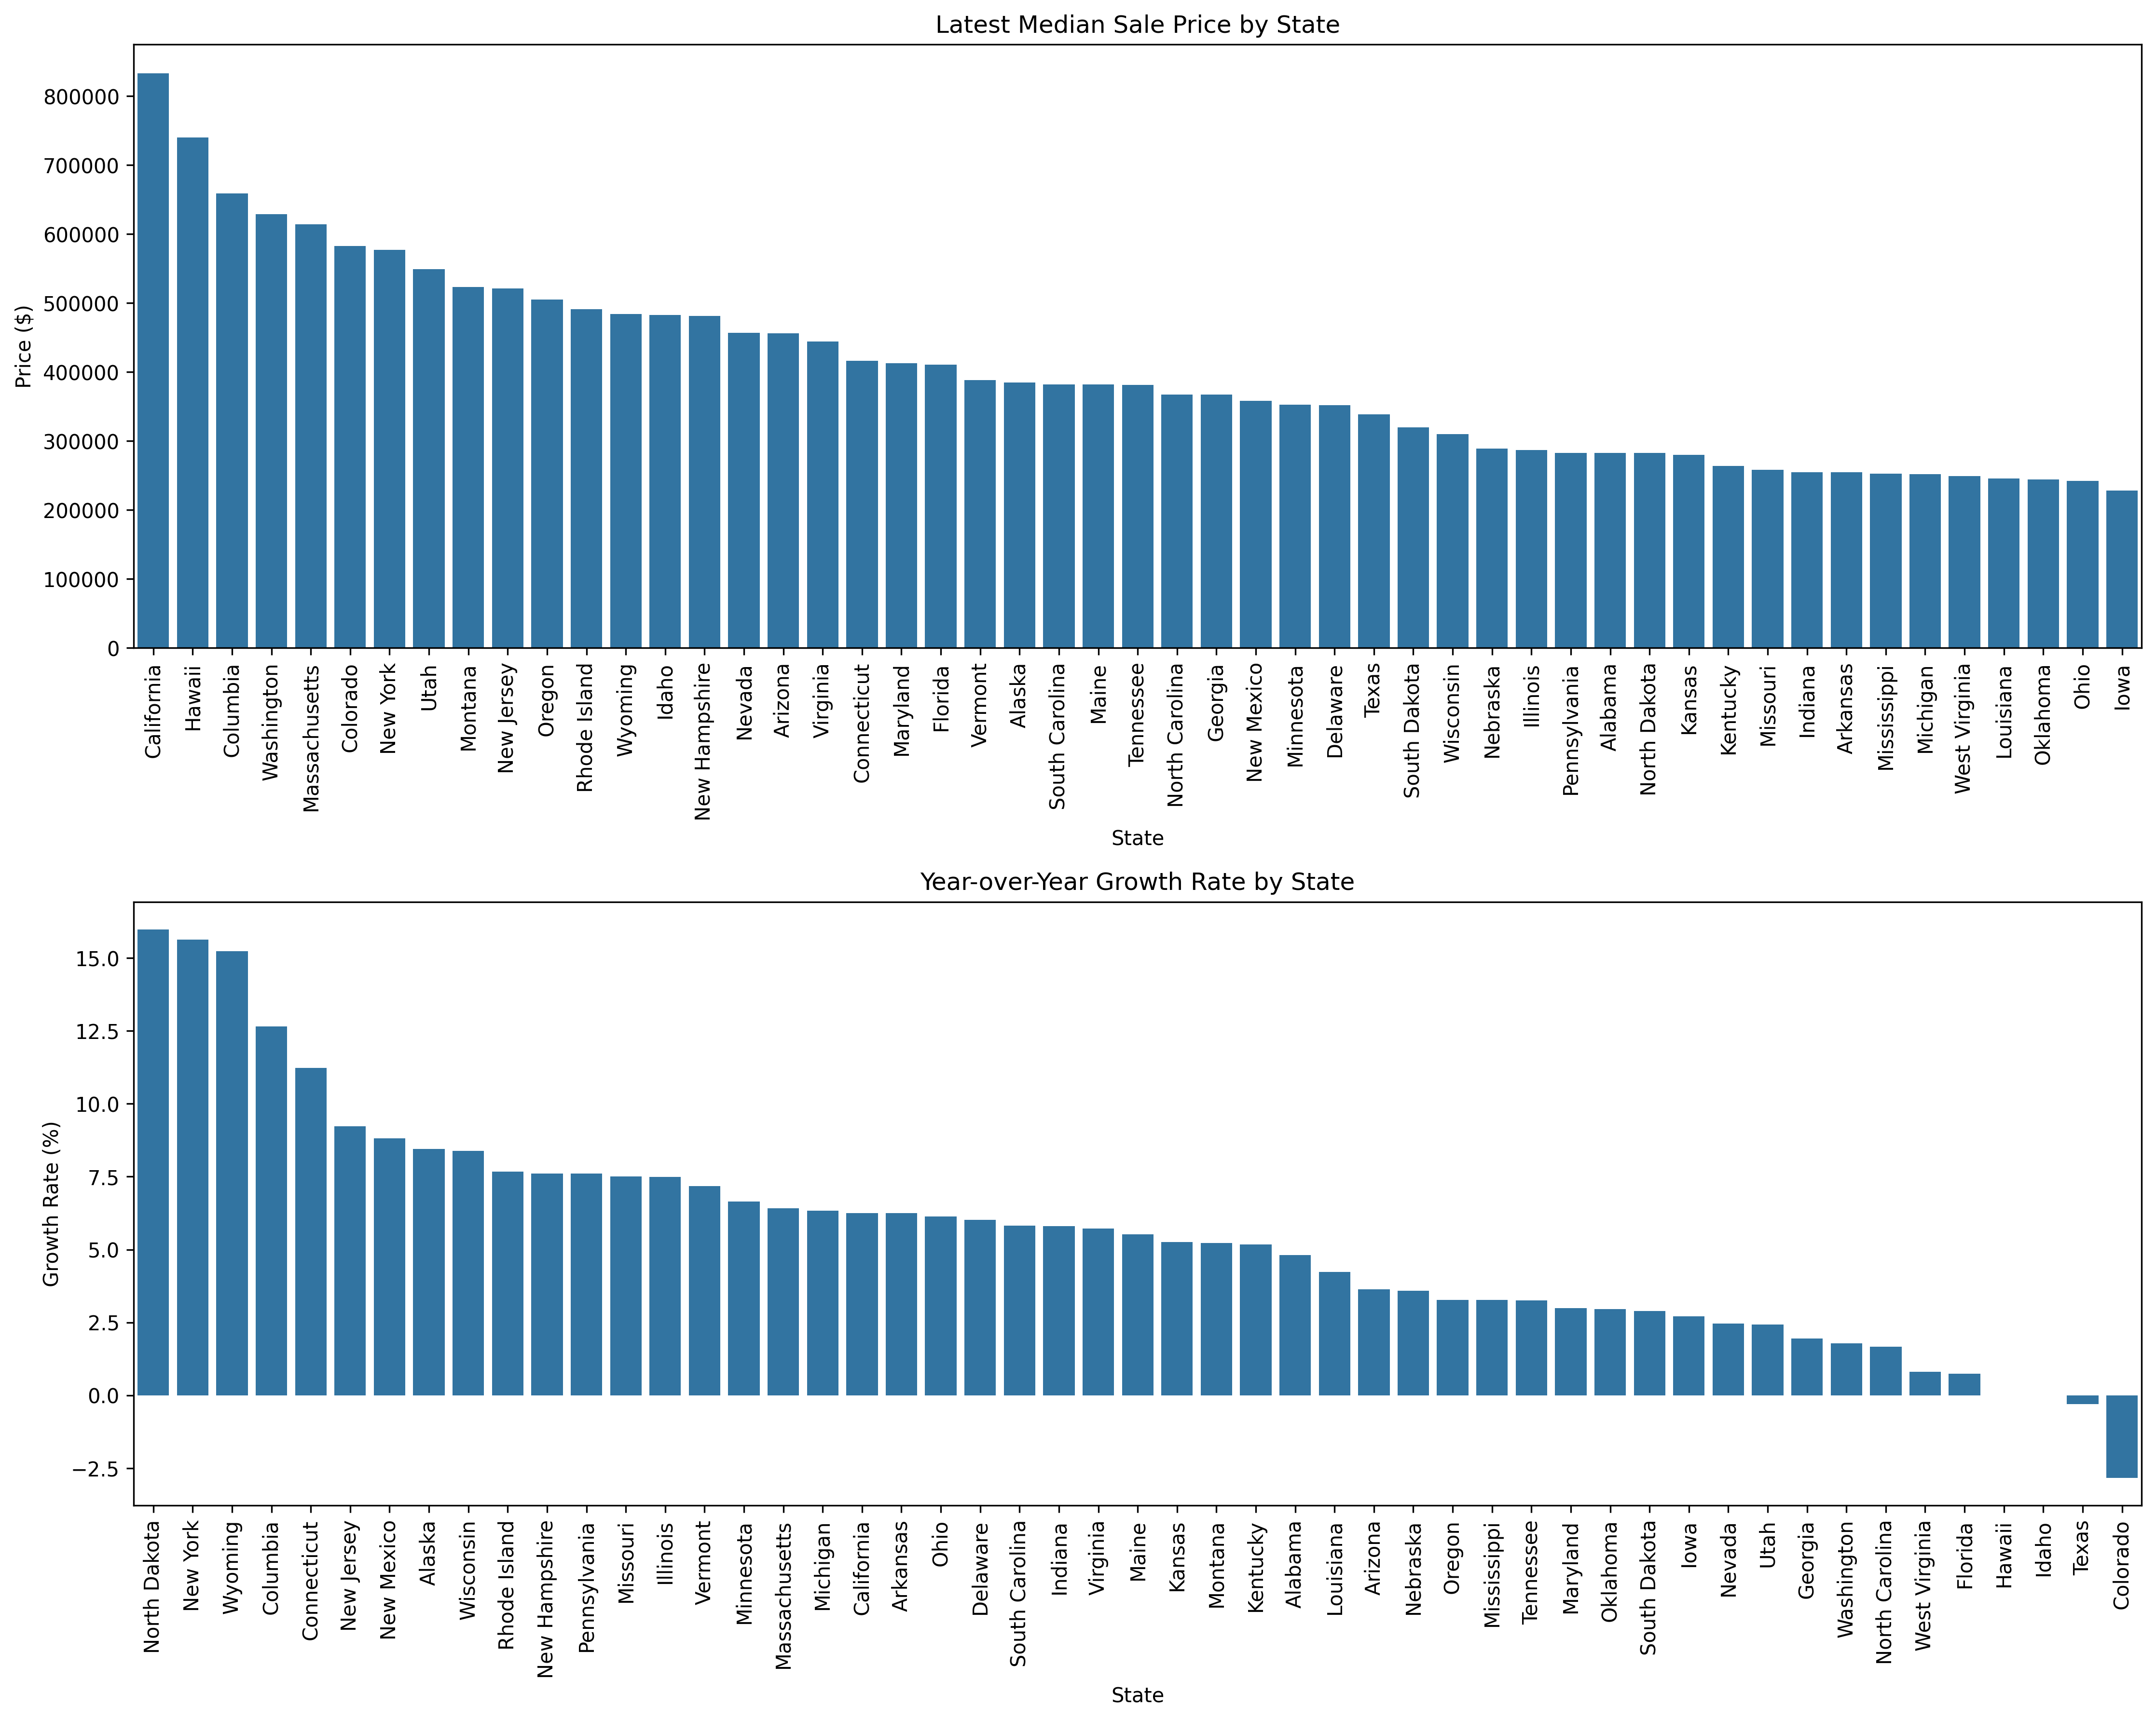 Latest Median Sale Price by State
Price ($)
800000
700000
600000
500000
400000
300000
200000
100000
0
California
Hawaii
Columbia
Washington
Massachusetts
Colorado
New York
Utah
Montana
New Jersey
Oregon
Rhode Island
Wyoming
Idaho
New Hampshire
Nevada
Arizona
Virginia
Connecticut
Maryland
Florida
Vermont
Alaska
South Carolina
Maine
Tennessee
North Carolina
Georgia
New Mexico
Minnesota
Delaware
Texas
South Dakota
Wisconsin
Nebraska
Illinois
Pennsylvania
Alabama
North Dakota
Kansas
Kentucky
Missouri
Indiana
Arkansas
Mississippi
Michigan
West Virginia
Louisiana
Oklahoma
Ohio
Iowa
State
Year-over-Year Growth Rate by State
Growth Rate (%)
15.0
12.5
10.0
7.5
5.0
2.5
0.0
−2.5
North Dakota
New York
Wyoming
Columbia
Connecticut
New Jersey
New Mexico
Alaska
Wisconsin
Rhode Island
New Hampshire
Pennsylvania
Missouri
Illinois
Vermont
Minnesota
Massachusetts
Michigan
California
Arkansas
Ohio
Delaware
South Carolina
Indiana
Virginia
Maine
Kansas
Montana
Kentucky
Alabama
Louisiana
Arizona
Nebraska
Oregon
Mississippi
Tennessee
Maryland
Oklahoma
South Dakota
Iowa
Nevada
Utah
Georgia
Washington
North Carolina
West Virginia
Florida
Hawaii
Idaho
Texas
Colorado
State